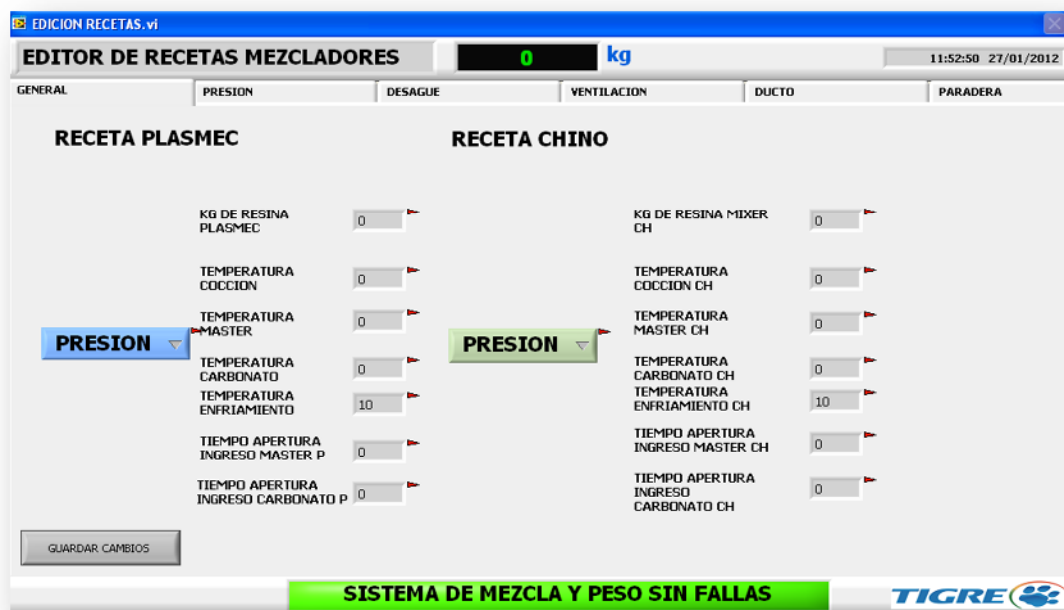 EDICION RECETAS.vi
EDITOR DE RECETAS MEZCLADORES
0
kg
11:52:50 27/01/2012
GENERAL
PRESION
DESAGUE
VENTILACION
DUCTO
PARADERA
RECETA PLASMEC
RECETA CHINO
KG DE RESINA
PLASMEC
0
TEMPERATURA
COCCION
0
TEMPERATURA
MASTER
0
PRESION
TEMPERATURA
CARBONATO
0
TEMPERATURA
ENFRIAMIENTO
10
TIEMPO APERTURA
INGRESO MASTER P
0
TIEMPO APERTURA
INGRESO CARBONATO P
0
KG DE RESINA MIXER
CH
0
TEMPERATURA
COCCION CH
0
TEMPERATURA
MASTER CH
0
PRESION
TEMPERATURA
CARBONATO CH
0
TEMPERATURA
ENFRIAMIENTO CH
10
TIEMPO APERTURA
INGRESO MASTER CH
0
TIEMPO APERTURA
INGRESO
CARBONATO CH
0
GUARDAR CAMBIOS
SISTEMA DE MEZCLA Y PESO SIN FALLAS
TIGRE